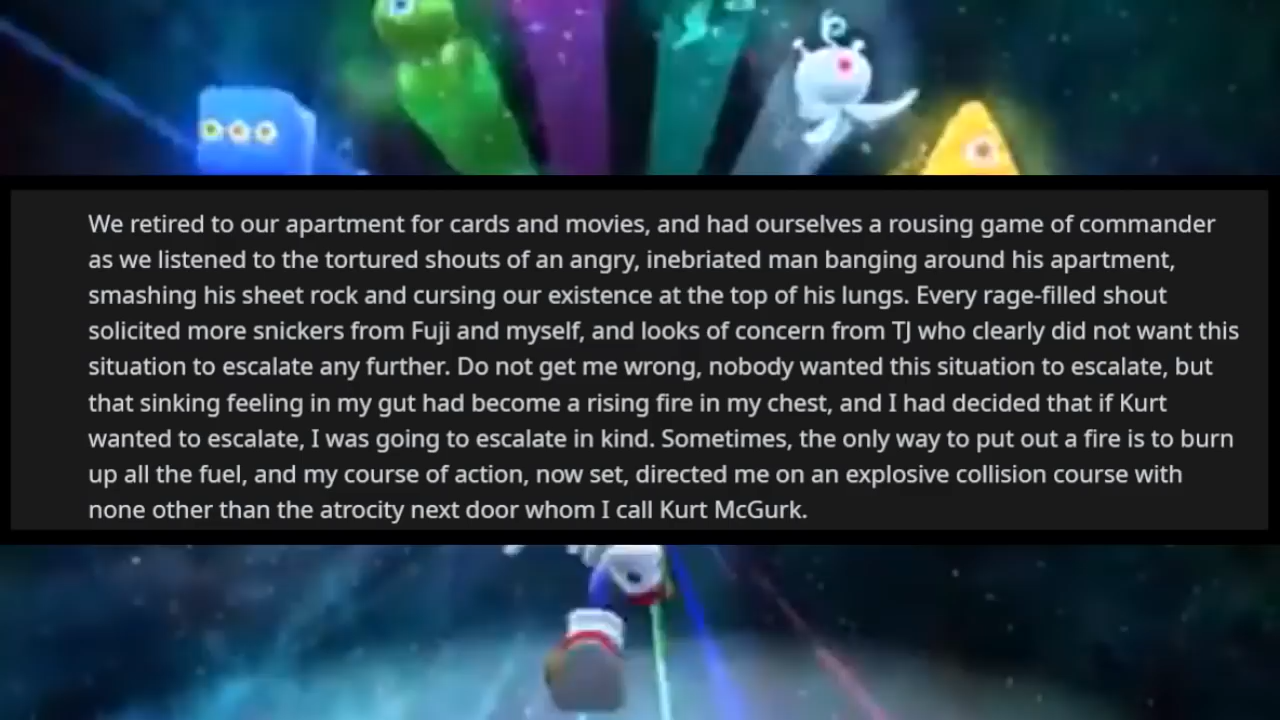 We retired to our apartment for cards and movies, and had ourselves a rousing game of commander
as we listened to the tortured shouts of an angry, inebriated man banging around his apartment,
smashing his sheet rock and cursing our existence at the top of his lungs. Every rage-filled shout
solicited more snickers from Fuji and myself, and looks of concern from TJ who clearly did not want this
situation to escalate any further. Do not get me wrong, nobody wanted this situation to escalate, but
that sinking feeling in my gut had become a rising fire in my chest, and I had decided that if Kurt
wanted to escalate, I was going to escalate in kind. Sometimes, the only way to put out a fire is to burn
up all the fuel, and my course of action, now set, directed me on an explosive collision course with
none other than the atrocity next door whom I call Kurt McGurk.